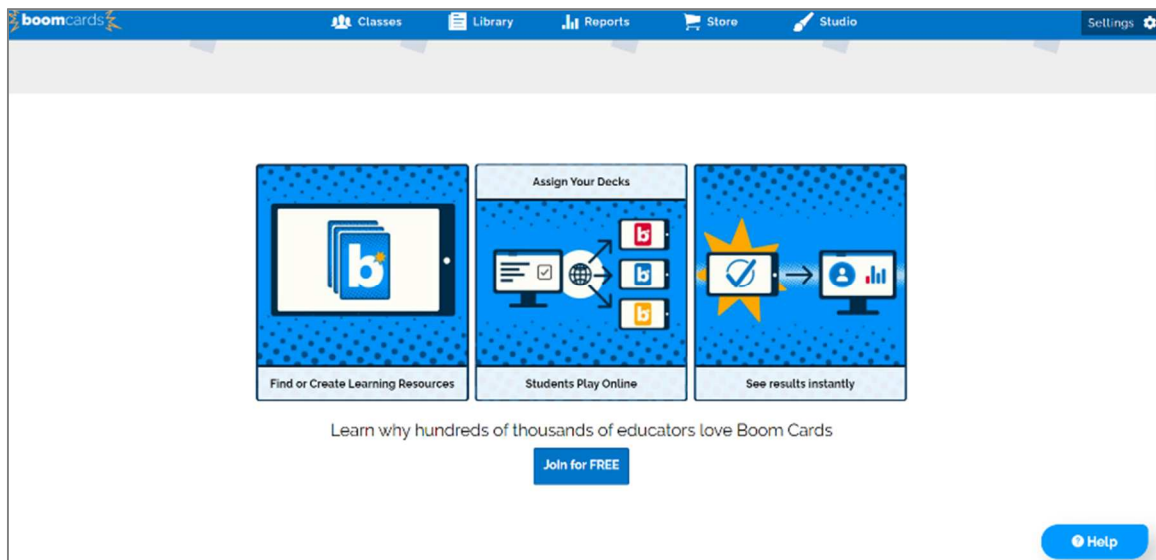 boomcards
Classes
Library
Reports
Store
Studio
Settings
Assign Your Decks
b
b
b
b
Find or Create Learning Resources
Students Play Online
See results instantly
Learn why hundreds of thousands of educators love Boom Cards
Join for FREE
? Help